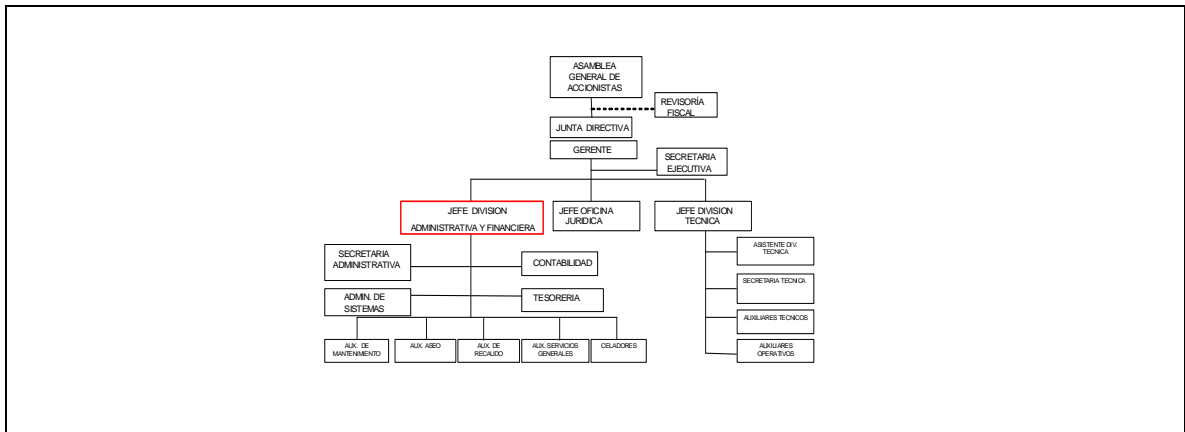 ASAMBLEA
GENERAL DE
ACCIONISTAS
REVISORÍA
FISCAL
JUNTA DIRECTIVA
GERENTE
SECRETARIA
EJECUTIVA
JEFE DIVISION
ADMINISTRATIVA Y FINANCIERA
JEFE OFICINA
JURIDICA
JEFE DIVISION
TECNICA
SECRETARIA
ADMINISTRATIVA
CONTABILIDAD
ADMIN. DE
SISTEMAS
TESORERIA
AUX. DE
MANTENIMIENTO
AUX. ASEO
AUX. DE
RECAUDO
AUX. SERVICIOS
GENERALES
CELADORES
ASISTENTE DIV.
TECNICA
SECRETARIA TECNICA
AUXILIARES TECNICOS
AUXILIARES
OPERATIVOS